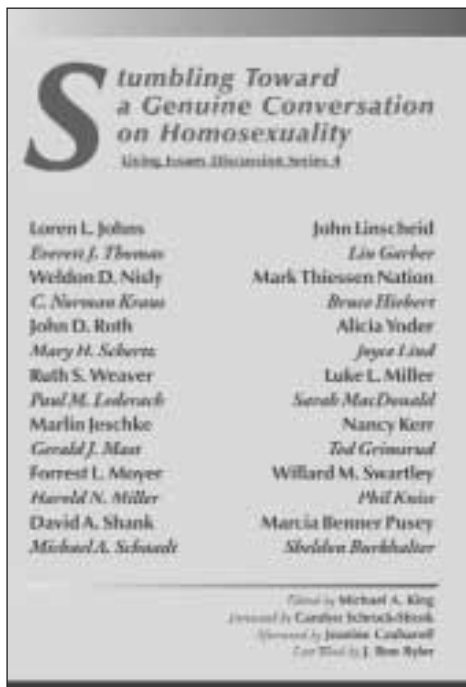 Stumbling Toward
a Genuine Conversation
on Homosexuality
Living Issues Discussion Series 4
Loren L. Johns
Everett J. Thomas
Weldon D. Nisly
C. Norman Kraus
John D. Roth
Mary H. Schertz
Ruth S. Weaver
Paul M. Lederach
Marlin Jeschke
Gerald J. Mast
Forrest L. Moyer
Harold N. Miller
David A. Shank
Michael A. Schaadt
John Linscheid
Lin Garber
Mark Thiessen Nation
Bruce Hiebert
Alicia Yoder
Joyce Lind
Luke L. Miller
Sarah MacDonald
Nancy Kerr
Ted Grimsrud
Willard M. Swartley
Phil Kniss
Marcia Benner Pusey
Sheldon Burkhalter
Edited by Michael A. King
Foreword by Carolyn Schrock-Shenk
Afterword by
Last Word by J. Ron Byler